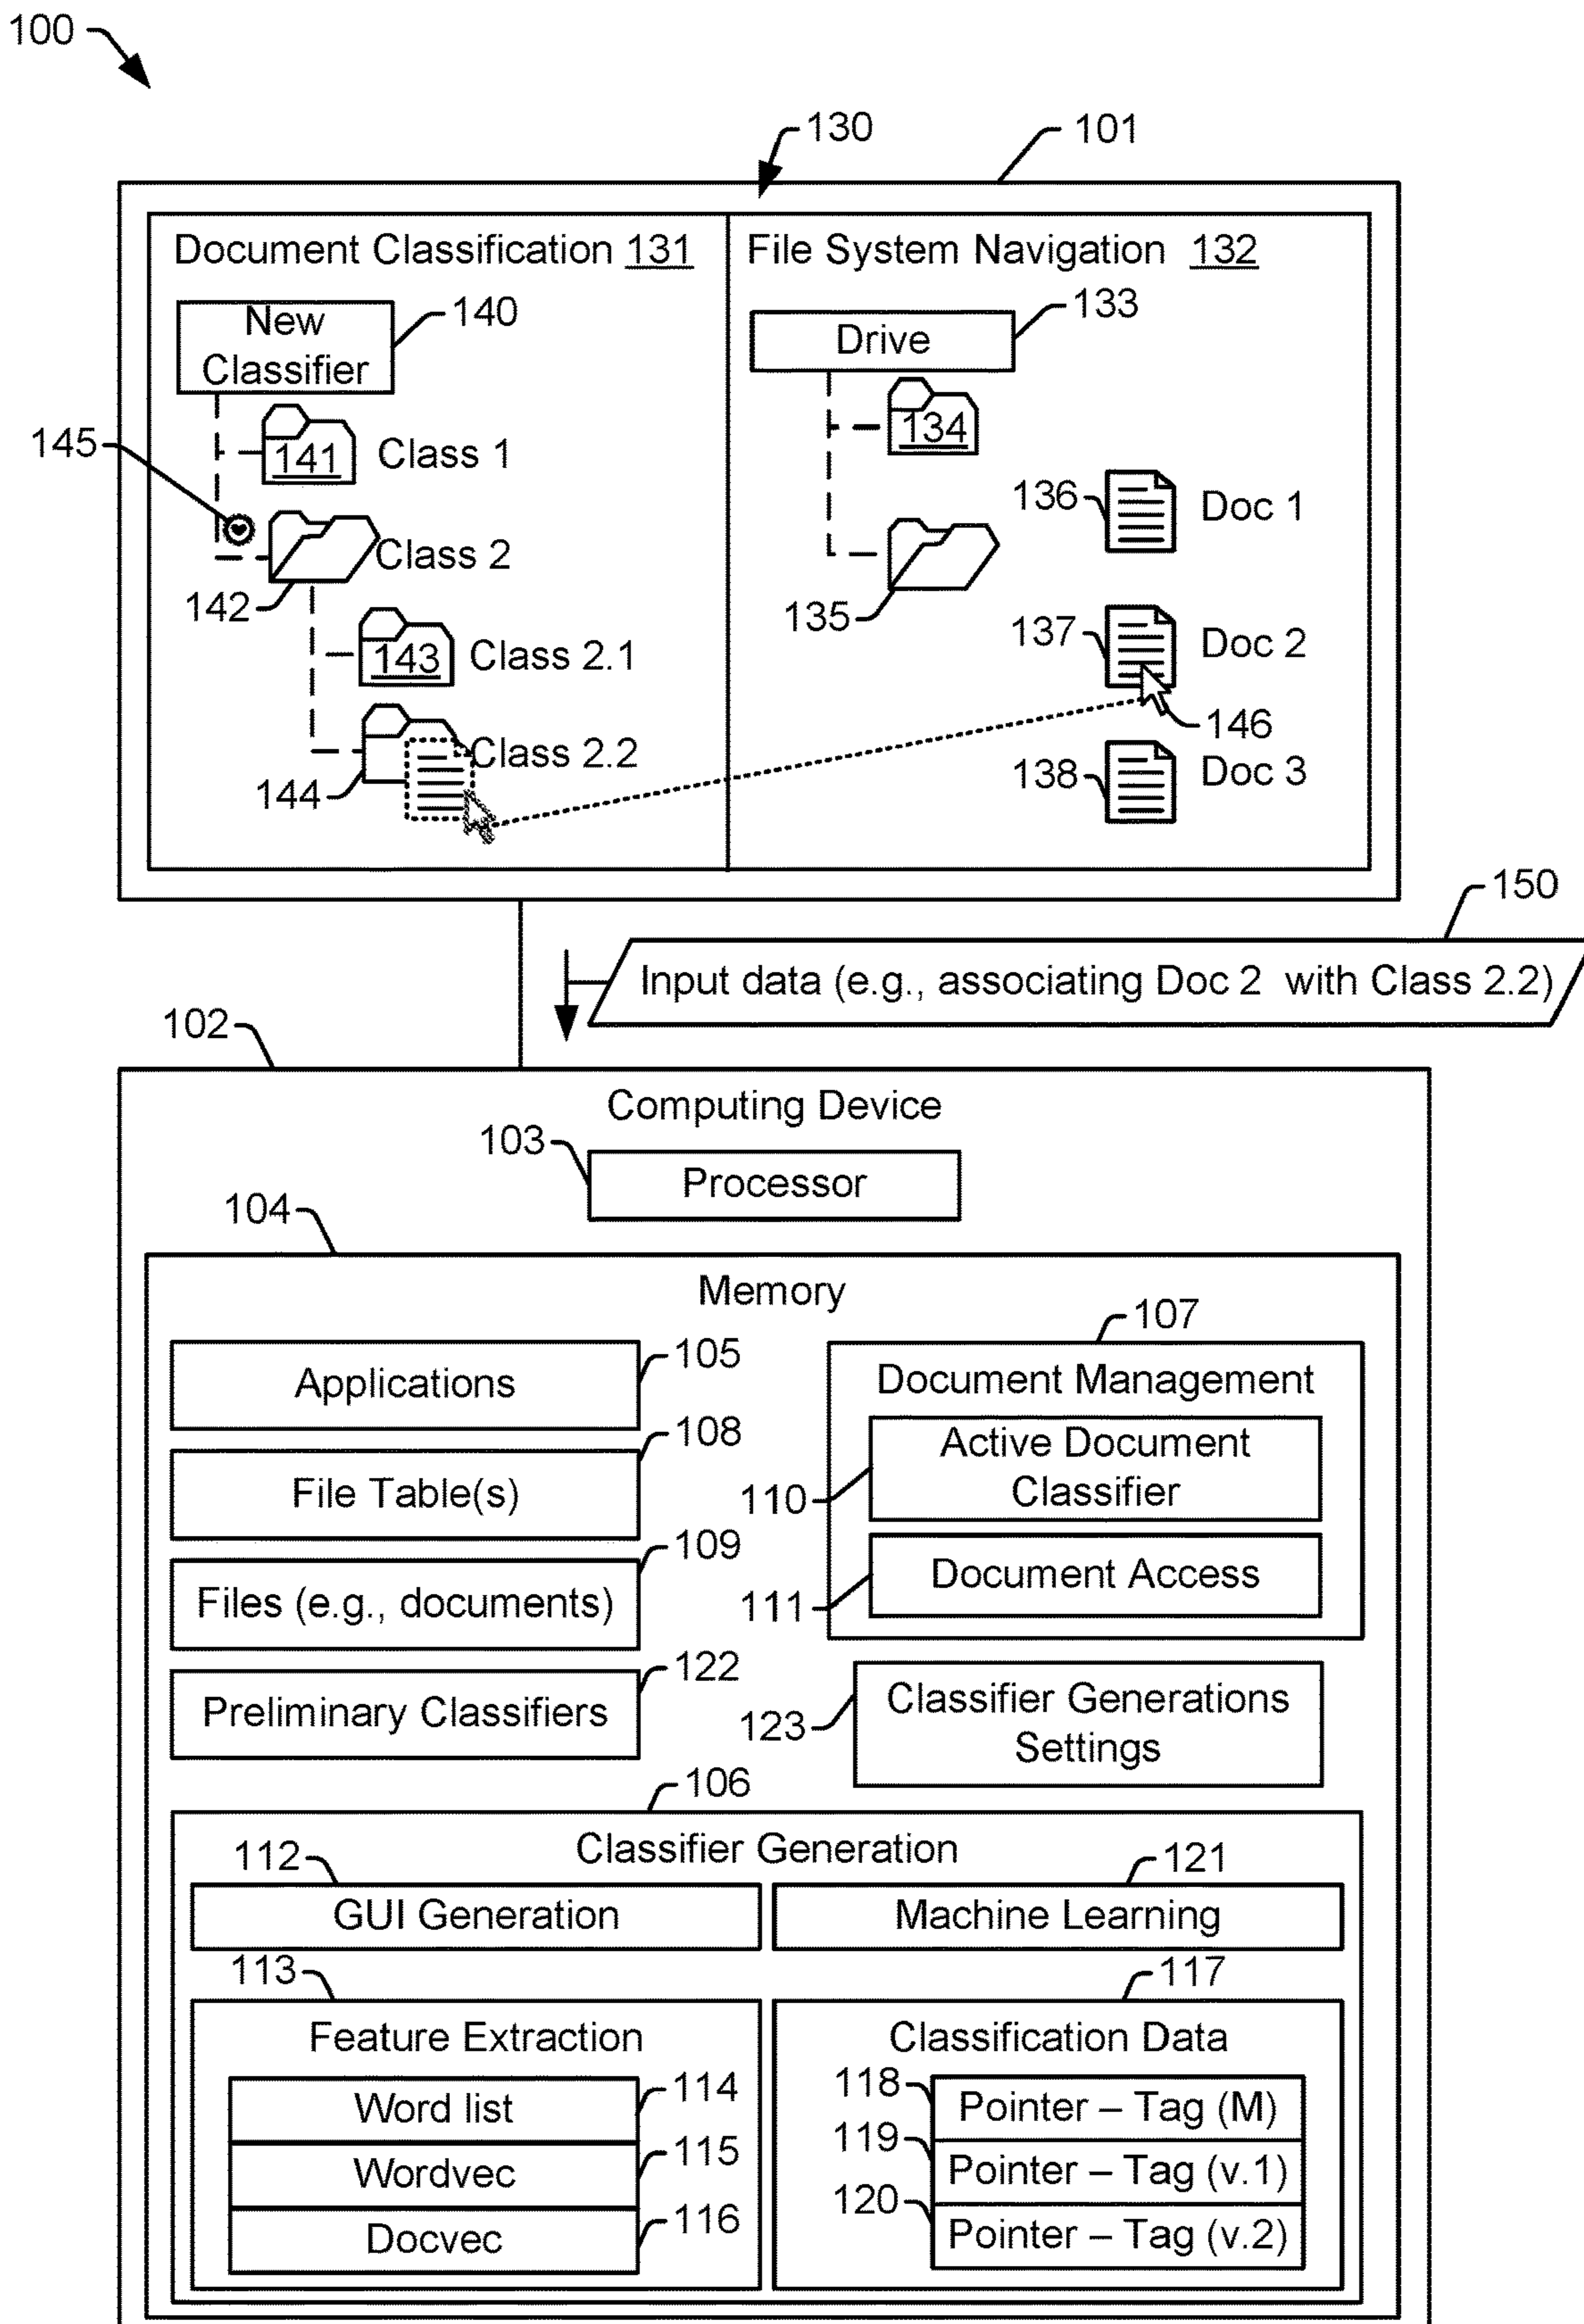 100
130
101
Document Classification 131
File System Navigation 132
New
Classifier
140
Drive
133
141
Class 1
134
145
136
Doc 1
Class 2
142
135
143
Class 2.1
137
Doc 2
146
Class 2.2
144
138
Doc 3
150
Input data (e.g., associating Doc 2 with Class 2.2)
102
Computing Device
103
Processor
104
Memory
105
Applications
108
File Table(s)
109
Files (e.g., documents)
122
Preliminary Classifiers
107
Document Management
Active Document
Classifier
110
Document Access
111
Classifier Generations
Settings
123
106
Classifier Generation
112
GUI Generation
121
Machine Learning
113
Feature Extraction
Word list
114
Wordvec
115
Docvec
116
117
Classification Data
118
Pointer – Tag (M)
119
Pointer – Tag (v.1)
120
Pointer – Tag (v.2)